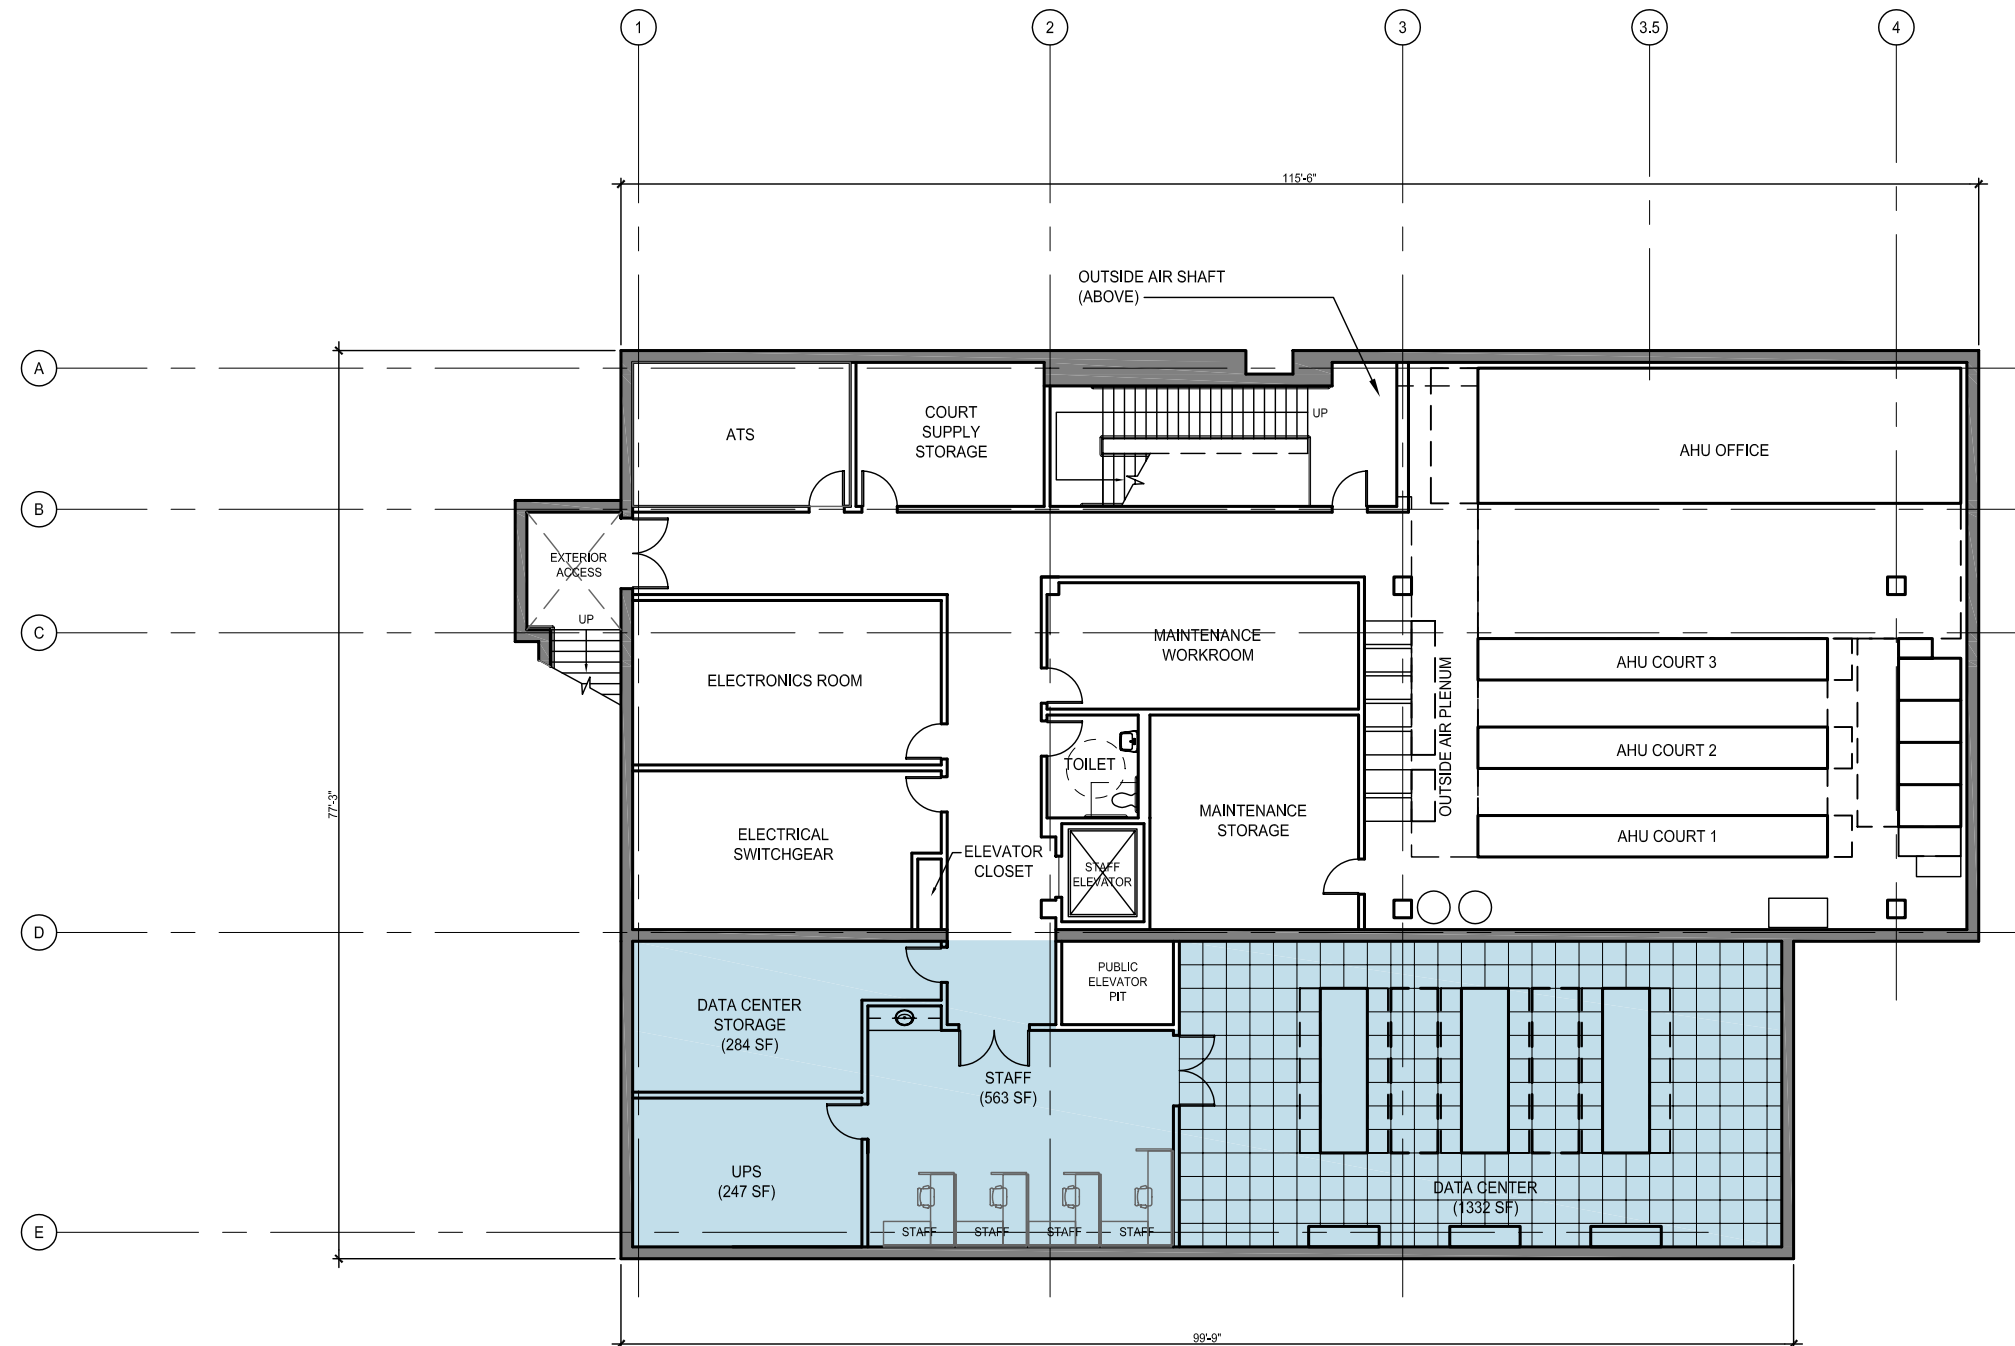 1
2
3
3.5
4
115'-6"
OUTSIDE AIR SHAFT
(ABOVE)
A
B
C
D
E
77'-3"
ATS
COURT
SUPPLY
STORAGE
UP
AHU OFFICE
EXTERIOR
ACCESS
UP
ELECTRONICS ROOM
MAINTENANCE
WORKROOM
OUTSIDE AIR PLENUM
AHU COURT 3
AHU COURT 2
AHU COURT 1
TOILET
MAINTENANCE
STORAGE
ELECTRICAL
SWITCHGEAR
ELEVATOR
CLOSET
STAFF
ELEVATOR
PUBLIC
ELEVATOR
PIT
DATA CENTER
STORAGE
(284 SF)
STAFF
(563 SF)
UPS
(247 SF)
DATA CENTER
(1332 SF)
STAFF
STAFF
STAFF
STAFF
99'-9"